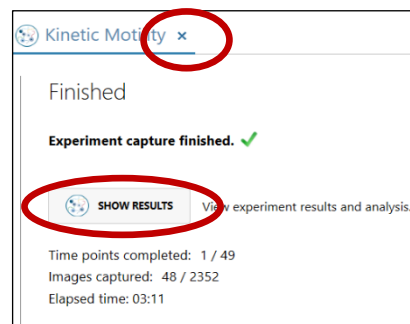 Kinetic Motility ×
Finished
Experiment capture finished.
SHOW RESULTS View experiment results and analysis.
Time points completed: 1 / 49
Images captured: 48 / 2352
Elapsed time: 03:11